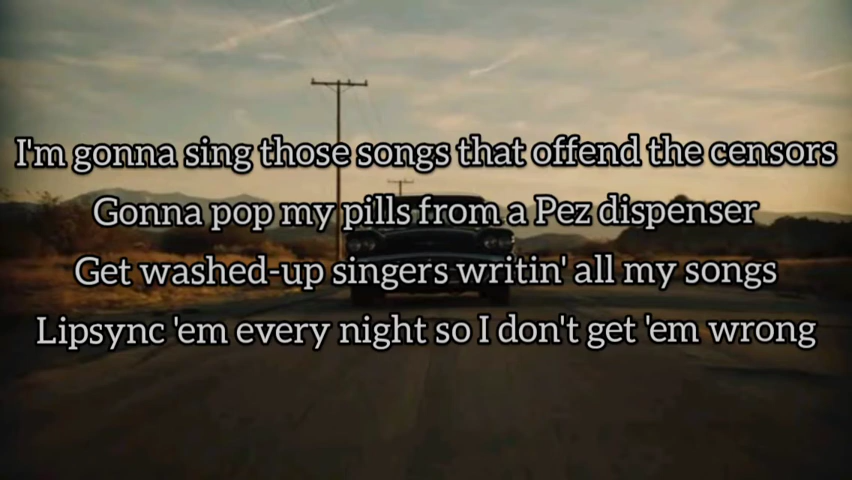 I'm gonna sing those songs that offend the censors
Gonna pop my pills from a Pez dispenser
Get washed-up singers writin' all my songs
Lipsync 'em every night so I don't get 'em wrong